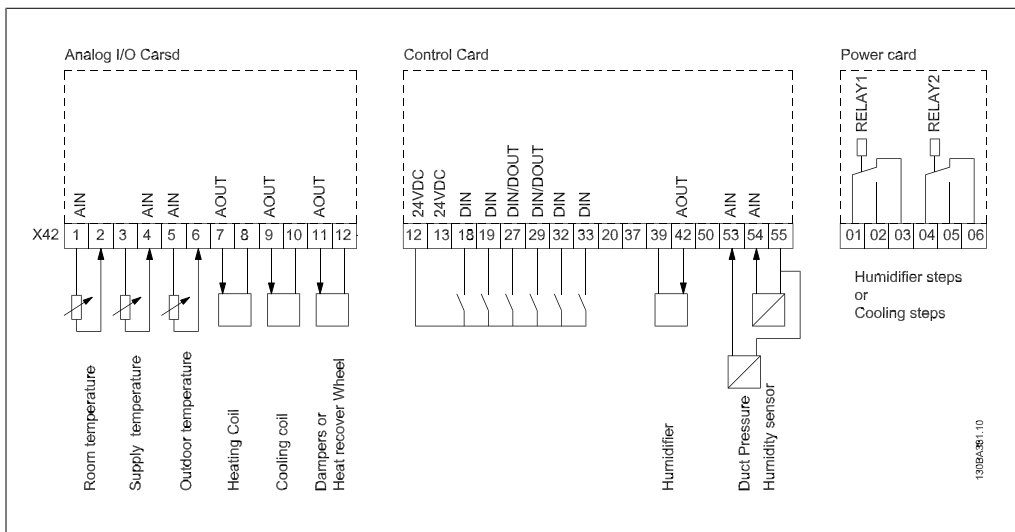 Analog I/O Carsd
Control Card
Power card
AIN
AIN
AIN
AOUT
AOUT
AOUT
24VDC
24VDC
DIN
DIN
DIN/DOUT
DIN/DOUT
DIN
DIN
AOUT
AIN
AIN
RELAY1
RELAY2
X42 1 2 3 4 5 6 7 8 9 10 11 12
12 13 18 19 27 29 32 33 20 37 39 42 50 53 54 55
01 02 03 04 05 06
Humidifier steps
or
Cooling steps
Room temperature
Supply temperature
Outdoor temperature
Heating Coil
Cooling coil
Dampers or
Heat recover Wheel
Humidifier
Duct Pressure
Humidity sensor
130BA391.10